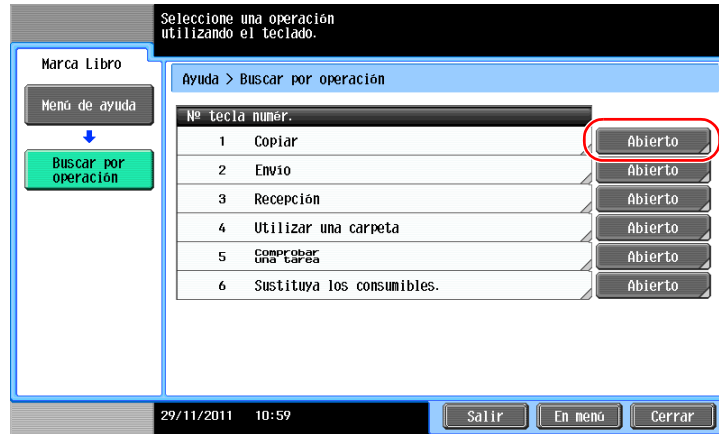 Seleccione una operación
utilizando el teclado.
Marca Libro
Ayuda > Buscar por operación
Menú de ayuda
Nº tecla numér.
1 Copiar Abierto
Buscar por
operación
2 Envío Abierto
3 Recepción Abierto
4 Utilizar una carpeta Abierto
5 Comprobar
una tarea Abierto
6 Sustituya los consumibles. Abierto
29/11/2011 10:59 Salir En menú Cerrar